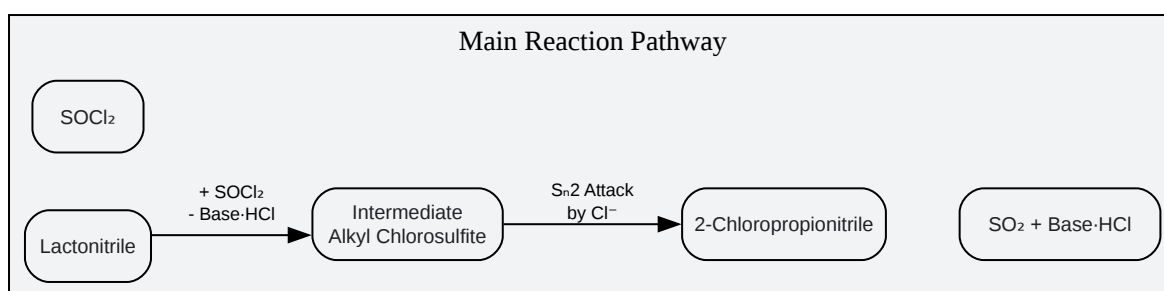 Main Reaction Pathway
SOCl₂
Lactonitrile
+ SOCl₂
- Base·HCl
Intermediate
Alkyl Chlorosulfite
Sₙ2 Attack
by Cl⁻
2-Chloropropionitrile
SO₂ + Base·HCl